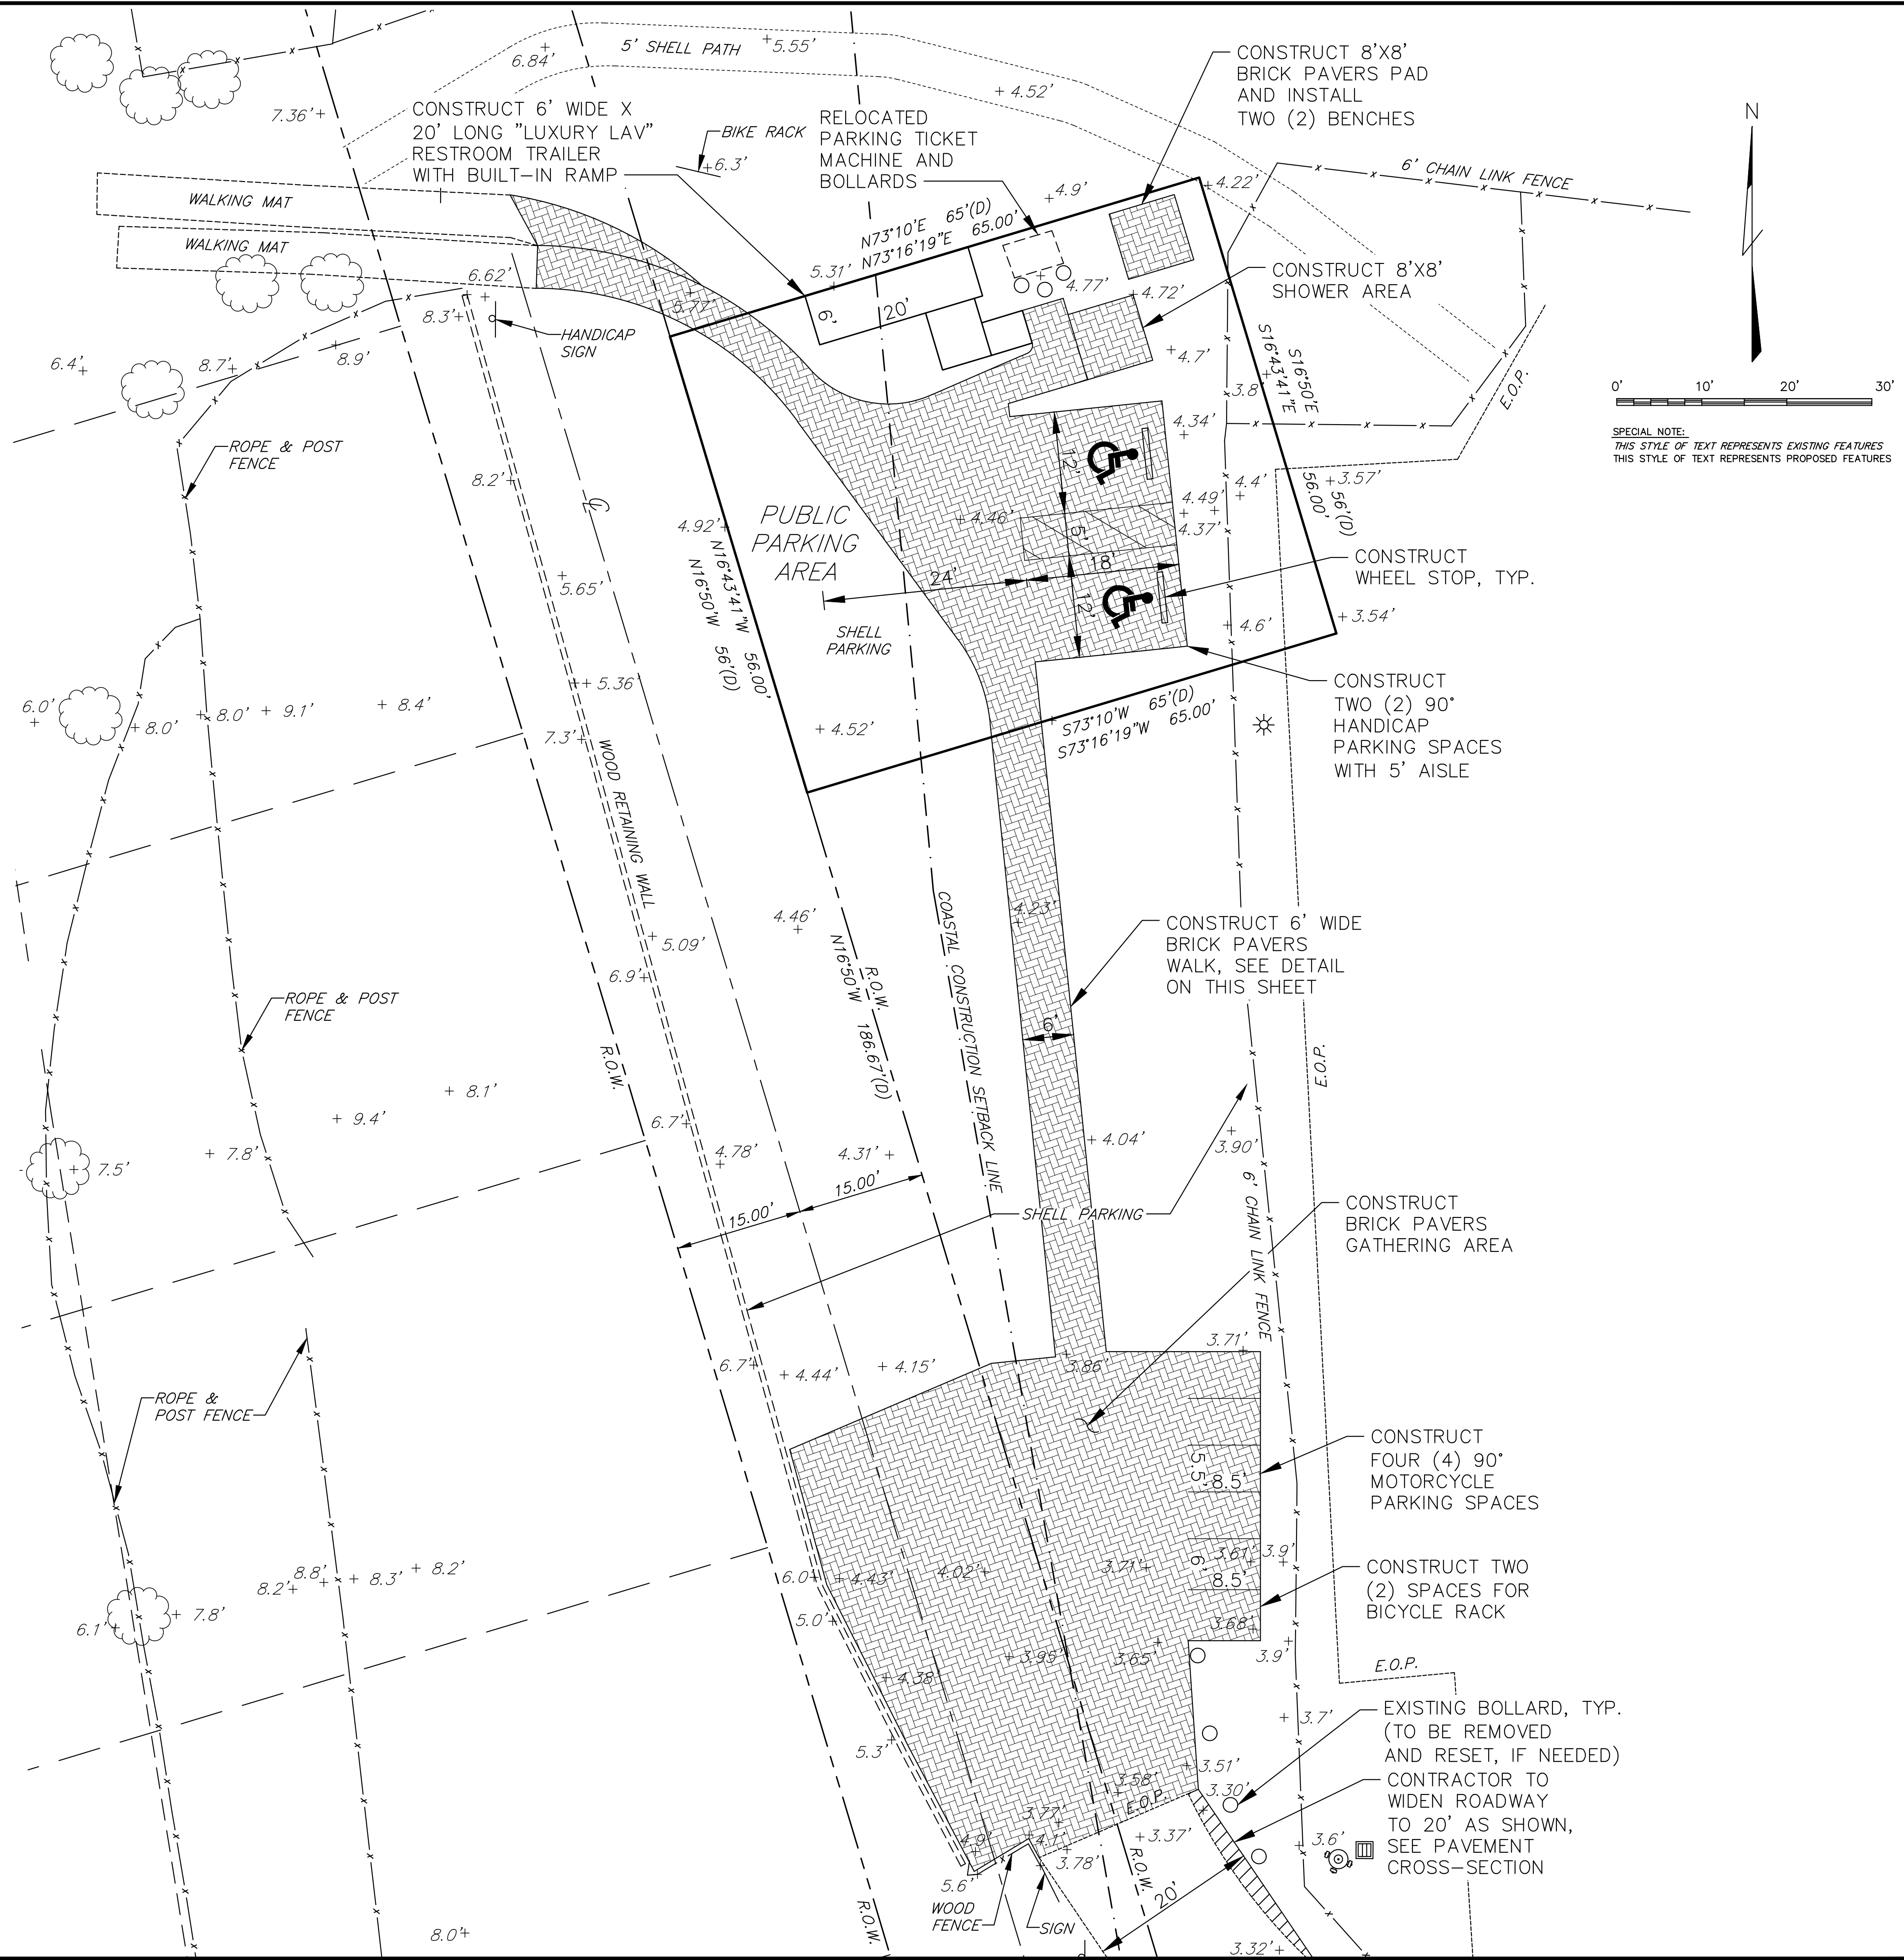 5' SHELL PATH
5.55'
6.84'
4.52'
7.36'
CONSTRUCT 8'X8'
BRICK PAVERS PAD
AND INSTALL
TWO (2) BENCHES
CONSTRUCT 6' WIDE X
20' LONG "LUXURY LAV"
RESTROOM TRAILER
WITH BUILT-IN RAMP
BIKE RACK
6.3'
RELOCATED
PARKING TICKET
MACHINE AND
BOLLARDS
4.9'
4.22'
6' CHAIN LINK FENCE
N
WALKING MAT
WALKING MAT
N73°10'E 65'(D)
N73°16'19"E 65.00'
5.31'
6.62'
5.77'
4.77'
4.72'
6'
20'
CONSTRUCT 8'X8'
SHOWER AREA
8.3'
HANDICAP
SIGN
8.9'
8.7'
6.4'
4.7'
3.8'
S16°50'E 56'(D)
S16°43'41"E 56.00'
E.O.P.
0' 10' 20' 30'
SPECIAL NOTE:
THIS STYLE OF TEXT REPRESENTS EXISTING FEATURES
THIS STYLE OF TEXT REPRESENTS PROPOSED FEATURES
4.34'
ROPE & POST
FENCE
8.2'
℄
12'
4.4'
3.57'
4.49'
4.37'
4.46'
4.92'
PUBLIC
PARKING
AREA
5'
18'
24'
12'
CONSTRUCT
WHEEL STOP, TYP.
5.65'
N16°43'41"W 56.00'
N16°50'W 56'(D)
SHELL
PARKING
4.6'
3.54'
CONSTRUCT
TWO (2) 90°
HANDICAP
PARKING SPACES
WITH 5' AISLE
5.36'
6.0'
8.0'
8.0'
9.1'
8.4'
4.52'
S73°10'W 65'(D)
S73°16'19"W 65.00'
7.3'
WOOD RETAINING WALL
4.46'
4.23'
5.09'
6.9'
COASTAL CONSTRUCTION SETBACK LINE
R.O.W.
N16°50'W 186.67'(D)
CONSTRUCT 6' WIDE
BRICK PAVERS
WALK, SEE DETAIL
ON THIS SHEET
ROPE & POST
FENCE
6'
R.O.W.
E.O.P.
8.1'
9.4'
7.8'
7.5'
6.7'
4.78'
4.31'
4.04'
3.90'
15.00'
15.00'
SHELL PARKING
6' CHAIN LINK FENCE
CONSTRUCT
BRICK PAVERS
GATHERING AREA
3.71'
3.86'
6.7'
4.44'
4.15'
ROPE &
POST FENCE
CONSTRUCT
FOUR (4) 90°
MOTORCYCLE
PARKING SPACES
5.5'
8.5'
3.61'
3.9'
6'
8.5'
CONSTRUCT TWO
(2) SPACES FOR
BICYCLE RACK
8.2'
8.8'
8.3'
8.2'
6.0'
4.43'
4.02'
3.71'
7.8'
6.1'
5.0'
3.68'
3.9'
3.95'
3.65'
4.38'
E.O.P.
EXISTING BOLLARD, TYP.
(TO BE REMOVED
AND RESET, IF NEEDED)
3.7'
5.3'
3.51'
3.58'
3.30'
E.O.P.
CONTRACTOR TO
WIDEN ROADWAY
TO 20' AS SHOWN,
SEE PAVEMENT
CROSS-SECTION
3.77'
4.9'
4.1'
3.37'
3.6'
3.78'
5.6'
R.O.W.
20'
WOOD
FENCE
SIGN
R.O.W.
8.0'
3.32'